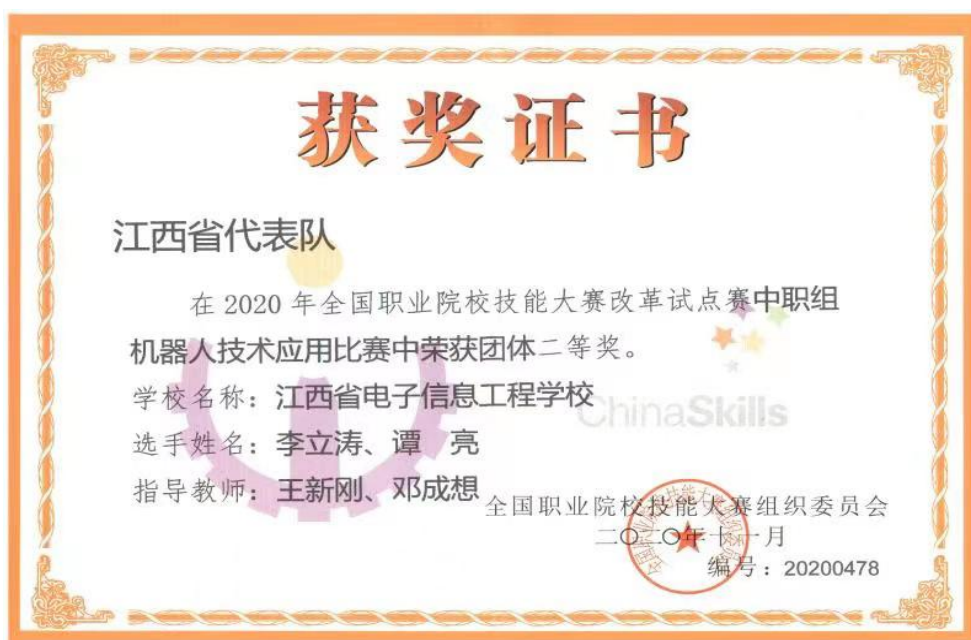 获奖证书
江西省代表队
在 2020 年全国职业院校技能大赛改革试点赛中职组
机器人技术应用比赛中荣获团体二等奖。
学校名称：江西省电子信息工程学校
选手姓名：李立涛、谭 亮
指导教师：王新刚、邓成想
ChinaSkills
全国职业院校技能大赛组织委员会
二〇二〇年十一月
编号：20200478